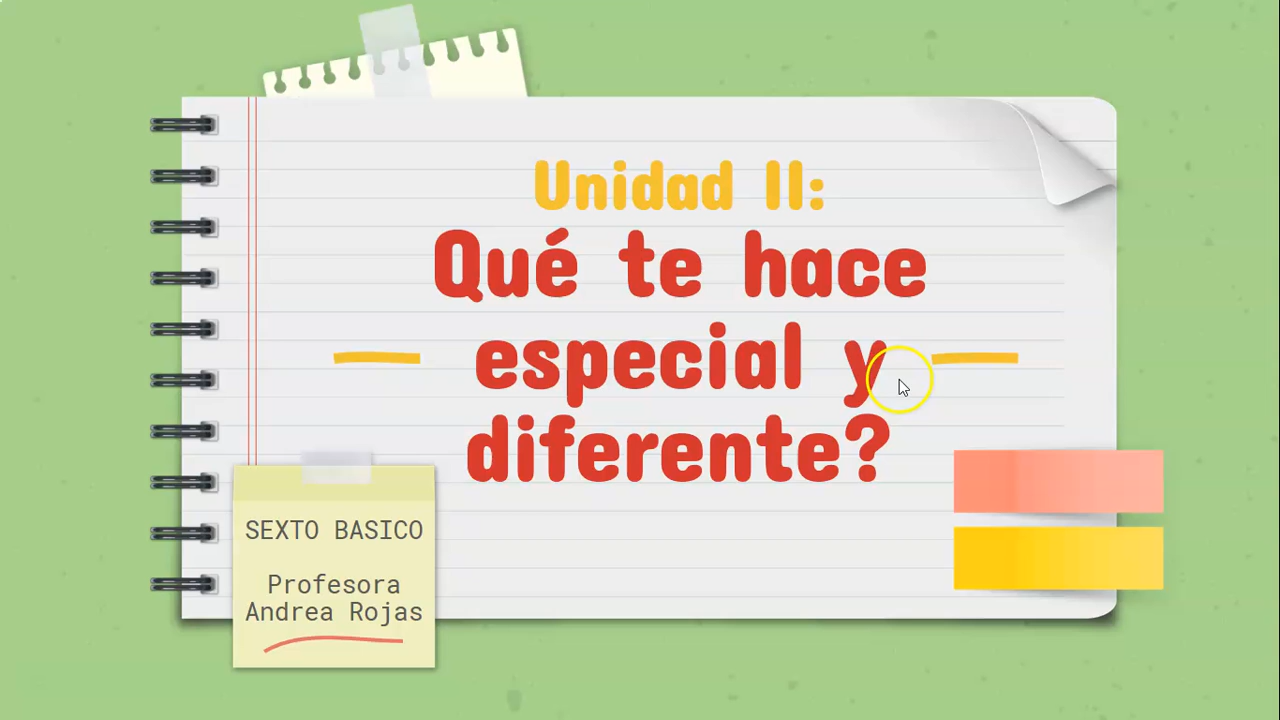 Unidad II:
Qué te hace
especial y
diferente?
SEXTO BASICO
Profesora
Andrea Rojas